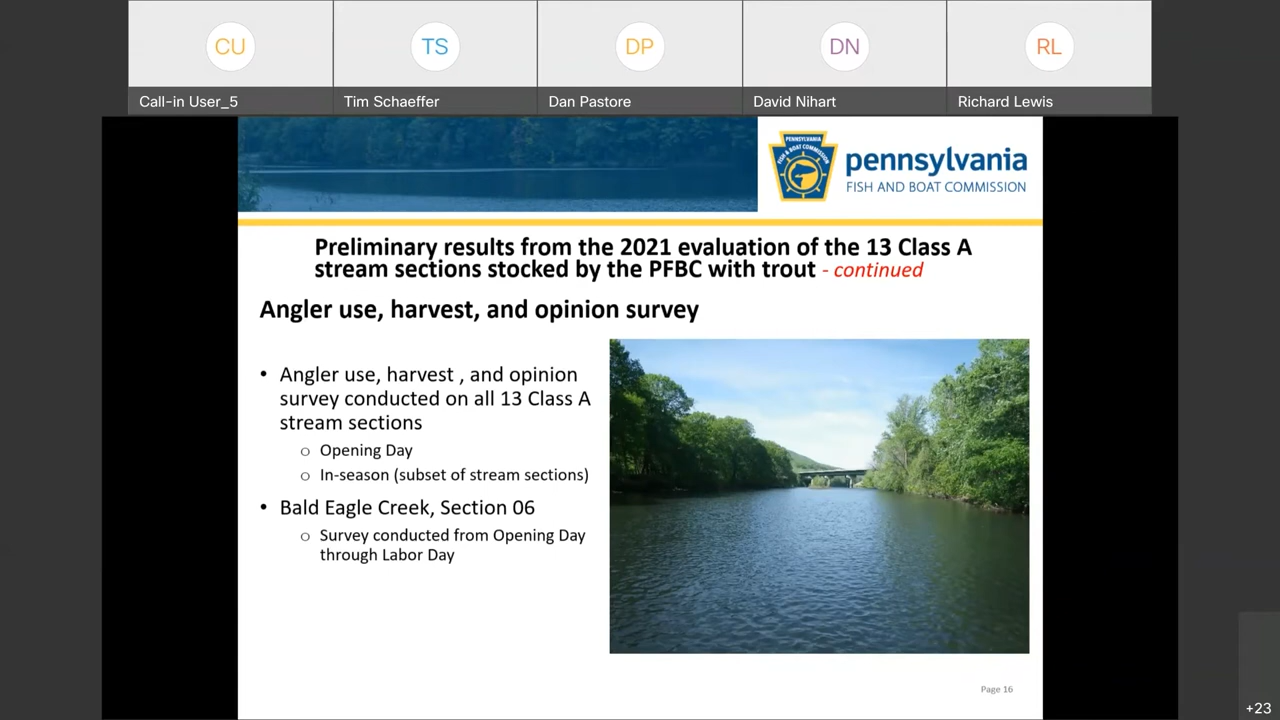 CU
TS
DP
DN
RL
Call-in User_5
Tim Schaeffer
Dan Pastore
David Nihart
Richard Lewis
PENNSYLVANIA
FISH & BOAT COMMISSION
pennsylvania
FISH AND BOAT COMMISSION
Preliminary results from the 2021 evaluation of the 13 Class A
stream sections stocked by the PFBC with trout - continued
Angler use, harvest, and opinion survey
• Angler use, harvest , and opinion
survey conducted on all 13 Class A
stream sections
o Opening Day
o In-season (subset of stream sections)
• Bald Eagle Creek, Section 06
o Survey conducted from Opening Day
through Labor Day
Page 16
+23